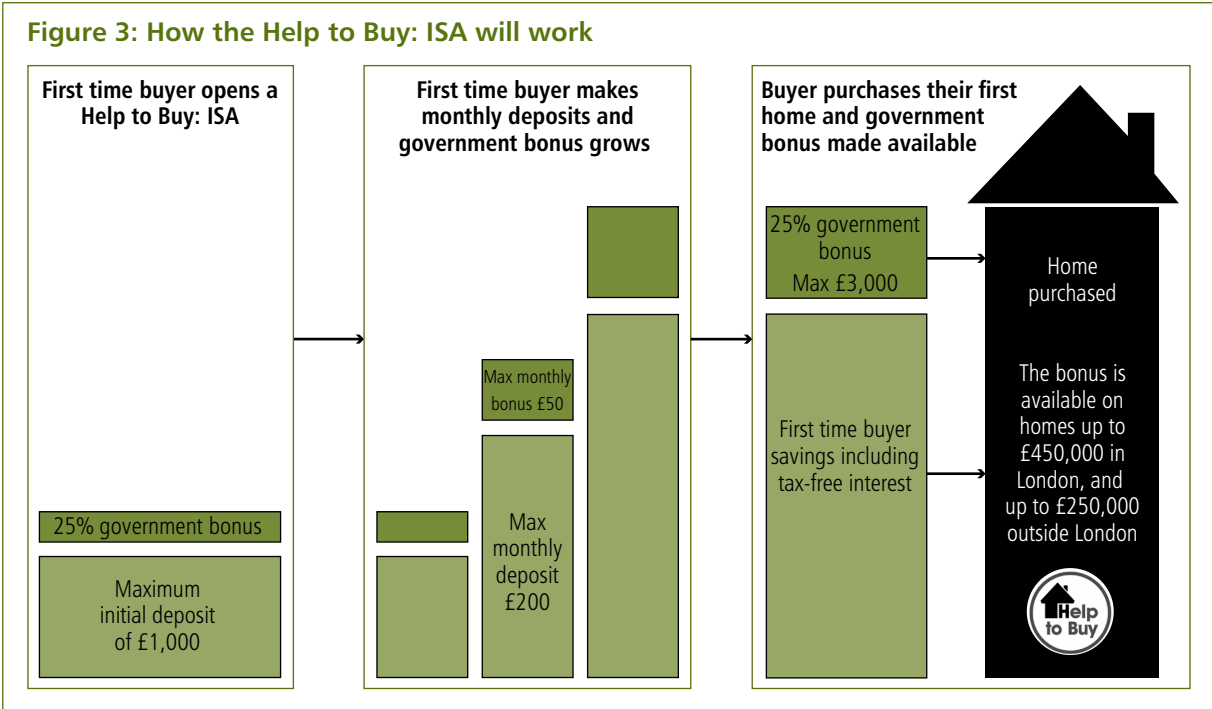 Figure 3: How the Help to Buy: ISA will work
First time buyer opens a
Help to Buy: ISA
25% government bonus
Maximum
initial deposit
of £1,000
First time buyer makes
monthly deposits and
government bonus grows
Max monthly
bonus £50
Max
monthly
deposit
£200
Buyer purchases their first
home and government
bonus made available
25% government
bonus
Max £3,000
First time buyer
savings including
tax-free interest
Home
purchased
The bonus is
available on
homes up to
£450,000 in
London, and
up to £250,000
outside London
Help
to Buy